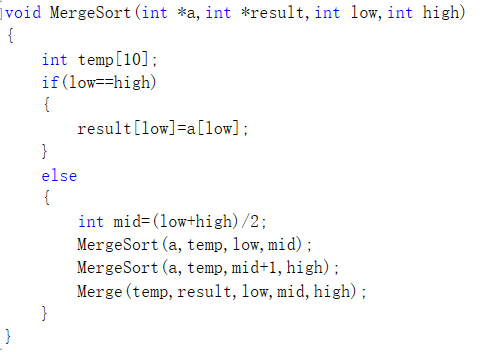 void MergeSort(int *a,int *result,int low,int high)
{
    int temp[10];
    if(low==high)
    {
        result[low]=a[low];
    }
    else
    {
        int mid=(low+high)/2;
        MergeSort(a,temp,low,mid);
        MergeSort(a,temp,mid+1,high);
        Merge(temp,result,low,mid,high);
    }
}